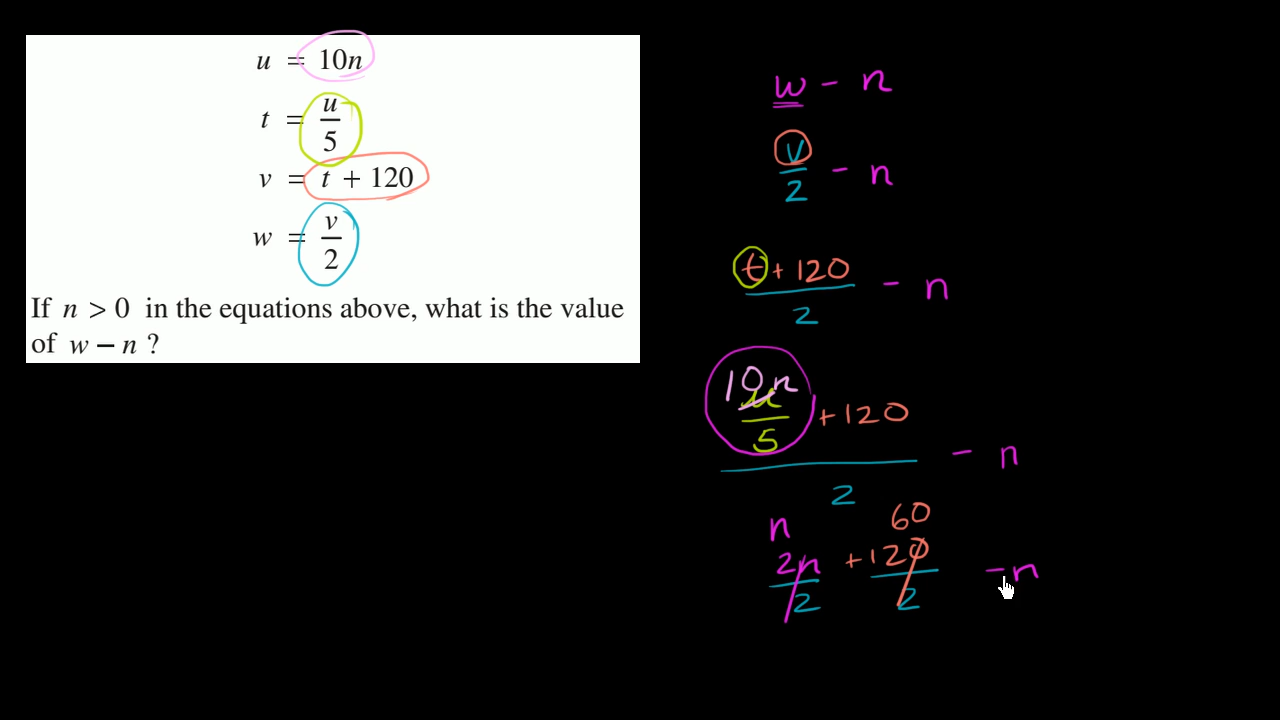 u = 10n
t = u/5
v = t + 120
w = v/2
If n > 0 in the equations above, what is the value
of w − n ?
w - n
v/2 - n
t + 120
2
- n
10n
u
5
+120
2
- n
n
60
2n
+120
2
2
-n